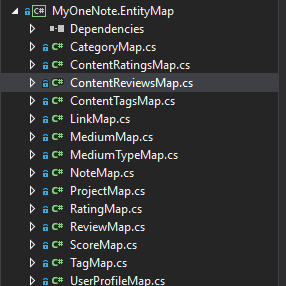 C# MyOneNote.EntityMap
Dependencies
C# CategoryMap.cs
C# ContentRatingsMap.cs
C# ContentReviewsMap.cs
C# ContentTagsMap.cs
C# LinkMap.cs
C# MediumMap.cs
C# MediumTypeMap.cs
C# NoteMap.cs
C# ProjectMap.cs
C# RatingMap.cs
C# ReviewMap.cs
C# ScoreMap.cs
C# TagMap.cs
C# UserProfileMap.cs